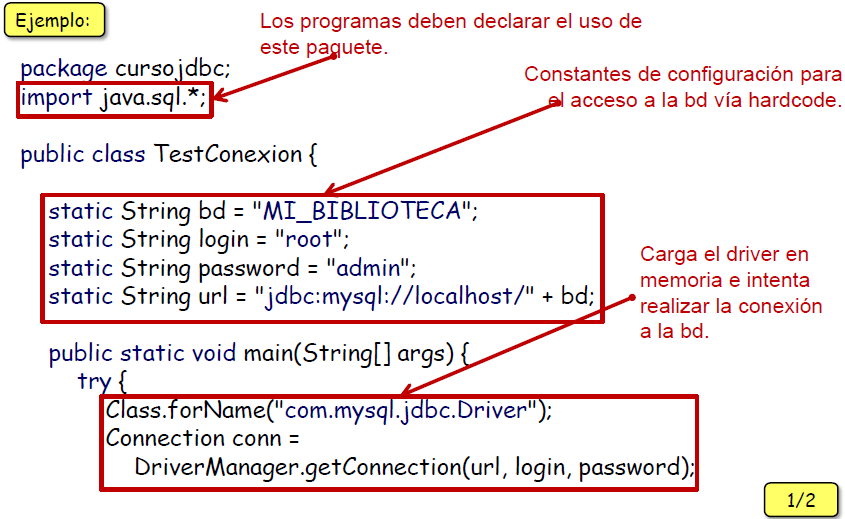 Ejemplo:
Los programas deben declarar el uso de
este paquete.
package cursojdbc;
import java.sql.*;
Constantes de configuración para
el acceso a la bd vía hardcode.
public class TestConexion {
static String bd = "MI_BIBLIOTECA";
static String login = "root";
static String password = "admin";
static String url = "jdbc:mysql://localhost/" + bd;
Carga el driver en
memoria e intenta
realizar la conexión
a la bd.
public static void main(String[] args) {
try {
Class.forName("com.mysql.jdbc.Driver");
Connection conn =
DriverManager.getConnection(url, login, password);
1/2